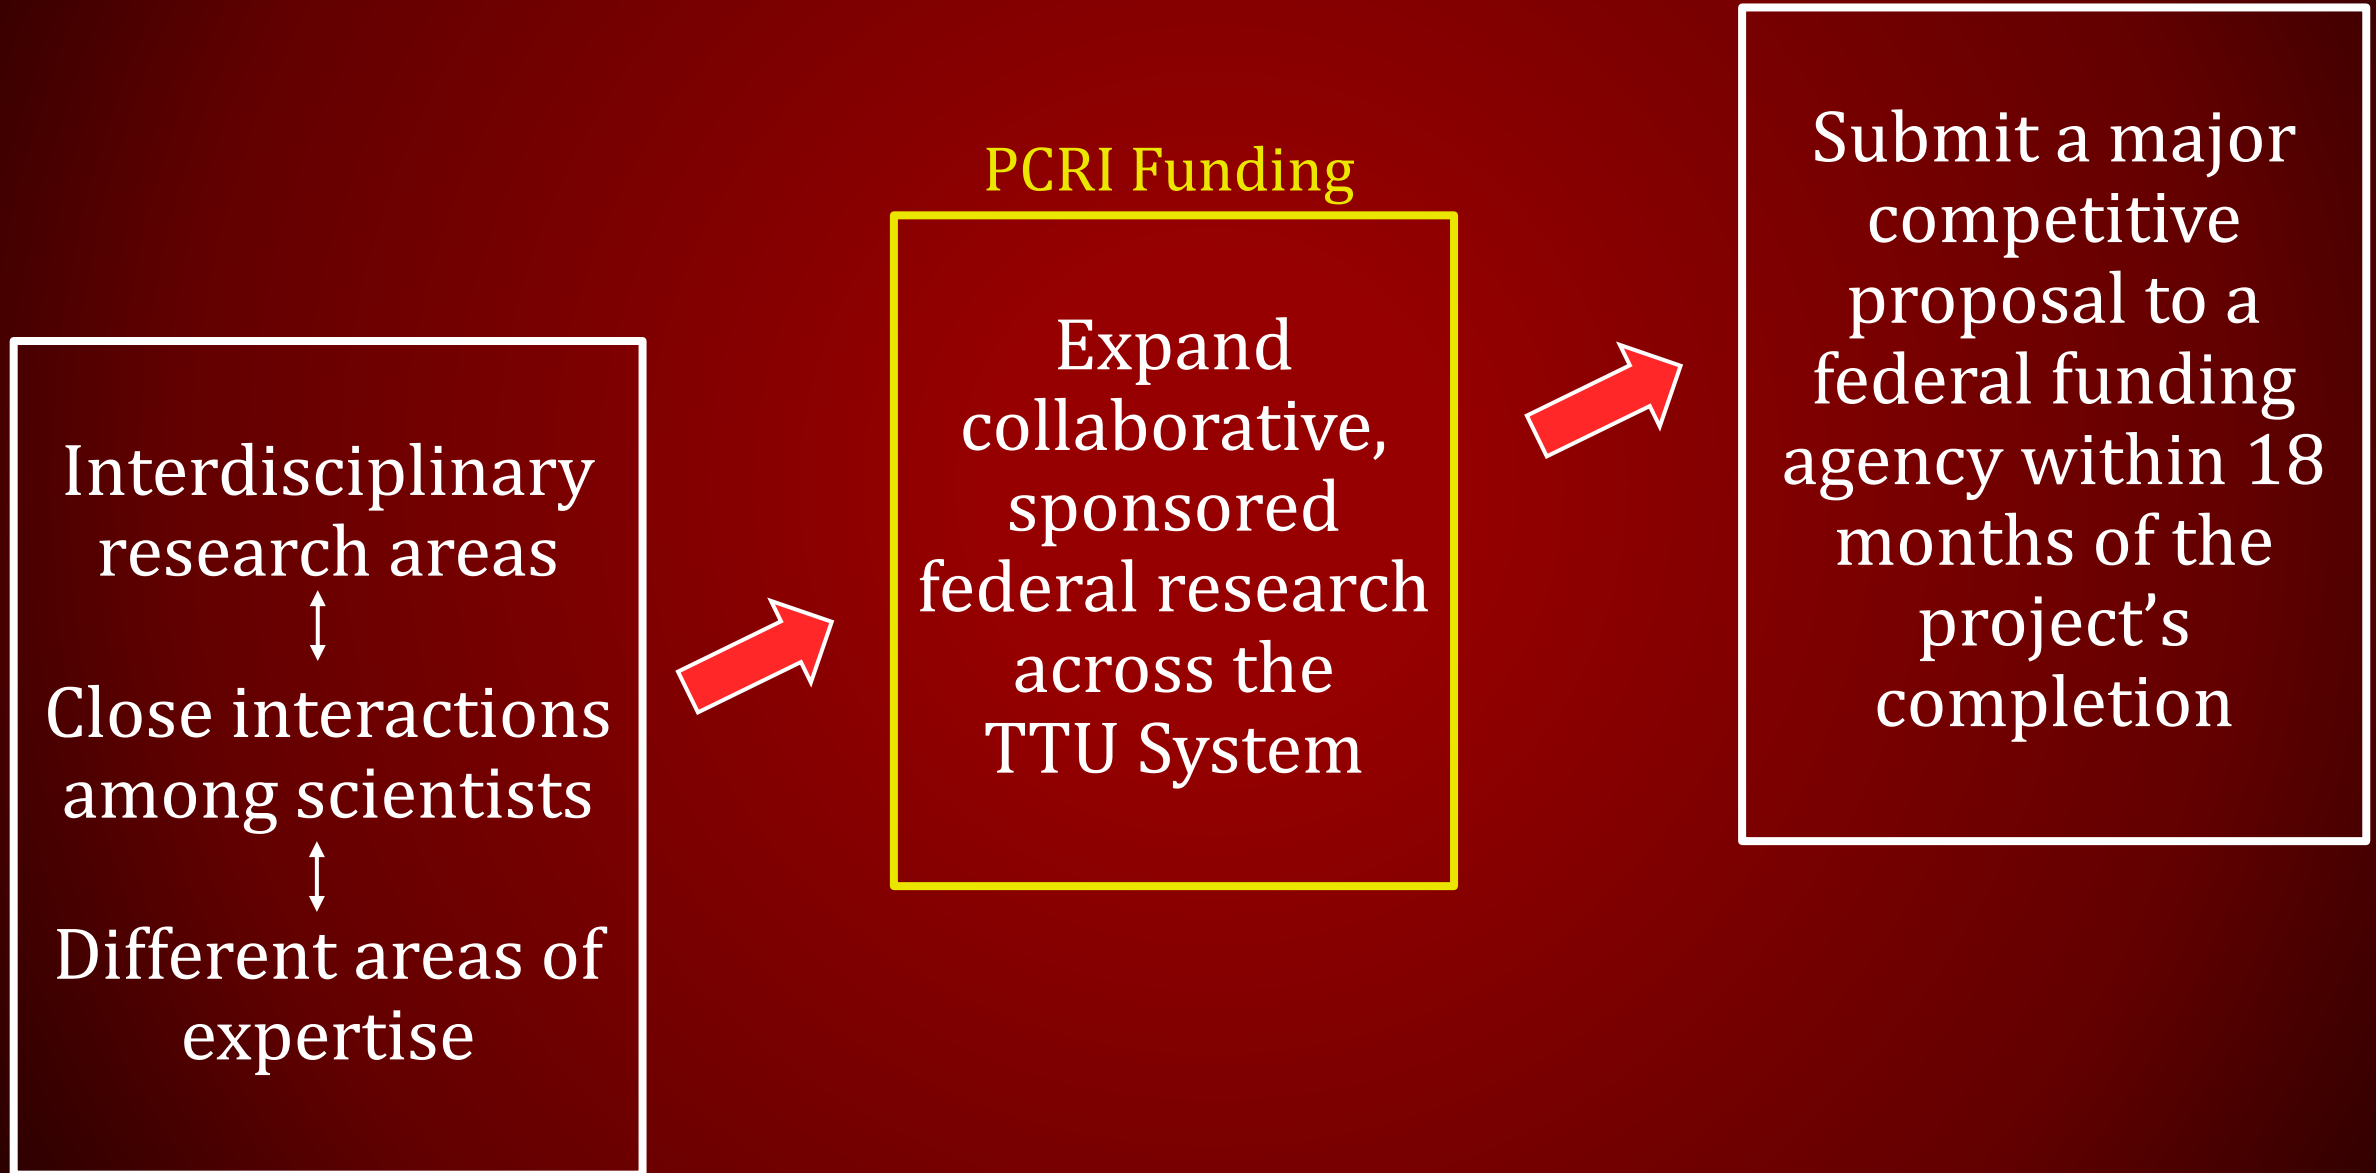 Interdisciplinary
research areas
Close interactions
among scientists
Different areas of
expertise
PCRI Funding
Expand
collaborative,
sponsored
federal research
across the
TTU System
Submit a major
competitive
proposal to a
federal funding
agency within 18
months of the
project’s
completion